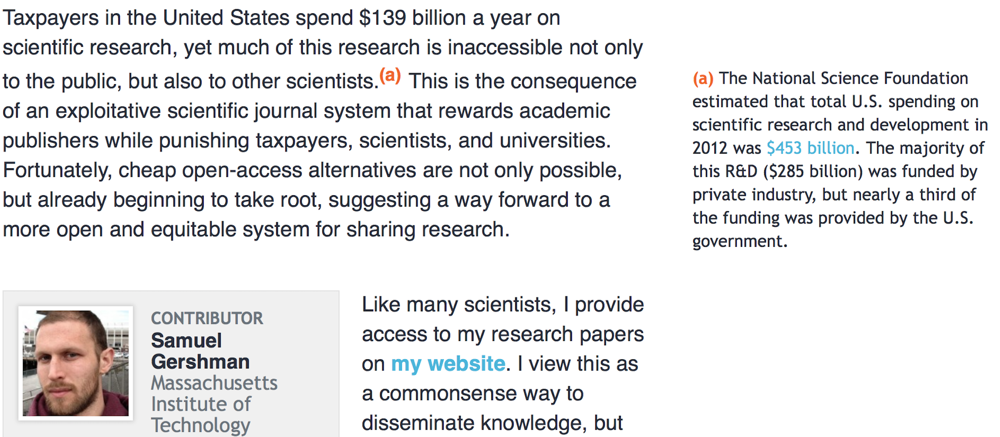 Taxpayers in the United States spend $139 billion a year on
scientific research, yet much of this research is inaccessible not only
to the public, but also to other scientists.(a) This is the consequence
of an exploitative scientific journal system that rewards academic
publishers while punishing taxpayers, scientists, and universities.
Fortunately, cheap open-access alternatives are not only possible,
but already beginning to take root, suggesting a way forward to a
more open and equitable system for sharing research.
(a) The National Science Foundation
estimated that total U.S. spending on
scientific research and development in
2012 was $453 billion. The majority of
this R&D ($285 billion) was funded by
private industry, but nearly a third of
the funding was provided by the U.S.
government.
CONTRIBUTOR
Samuel
Gershman
Massachusetts
Institute of
Technology
Like many scientists, I provide
access to my research papers
on my website. I view this as
a commonsense way to
disseminate knowledge, but